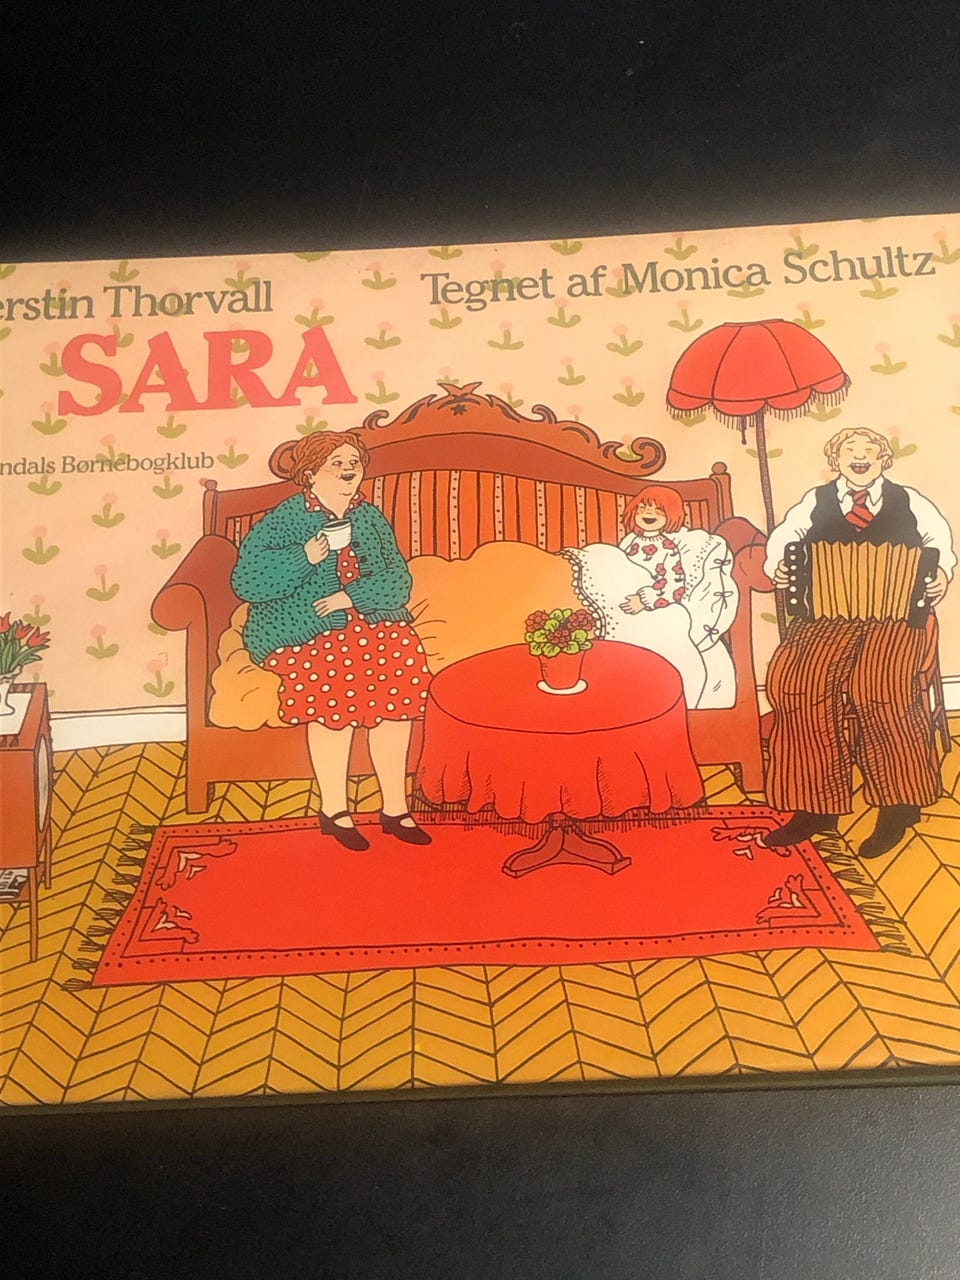 erstin Thorvall
Tegnet af Monica Schultz
SARA
ndals Børnebogklub